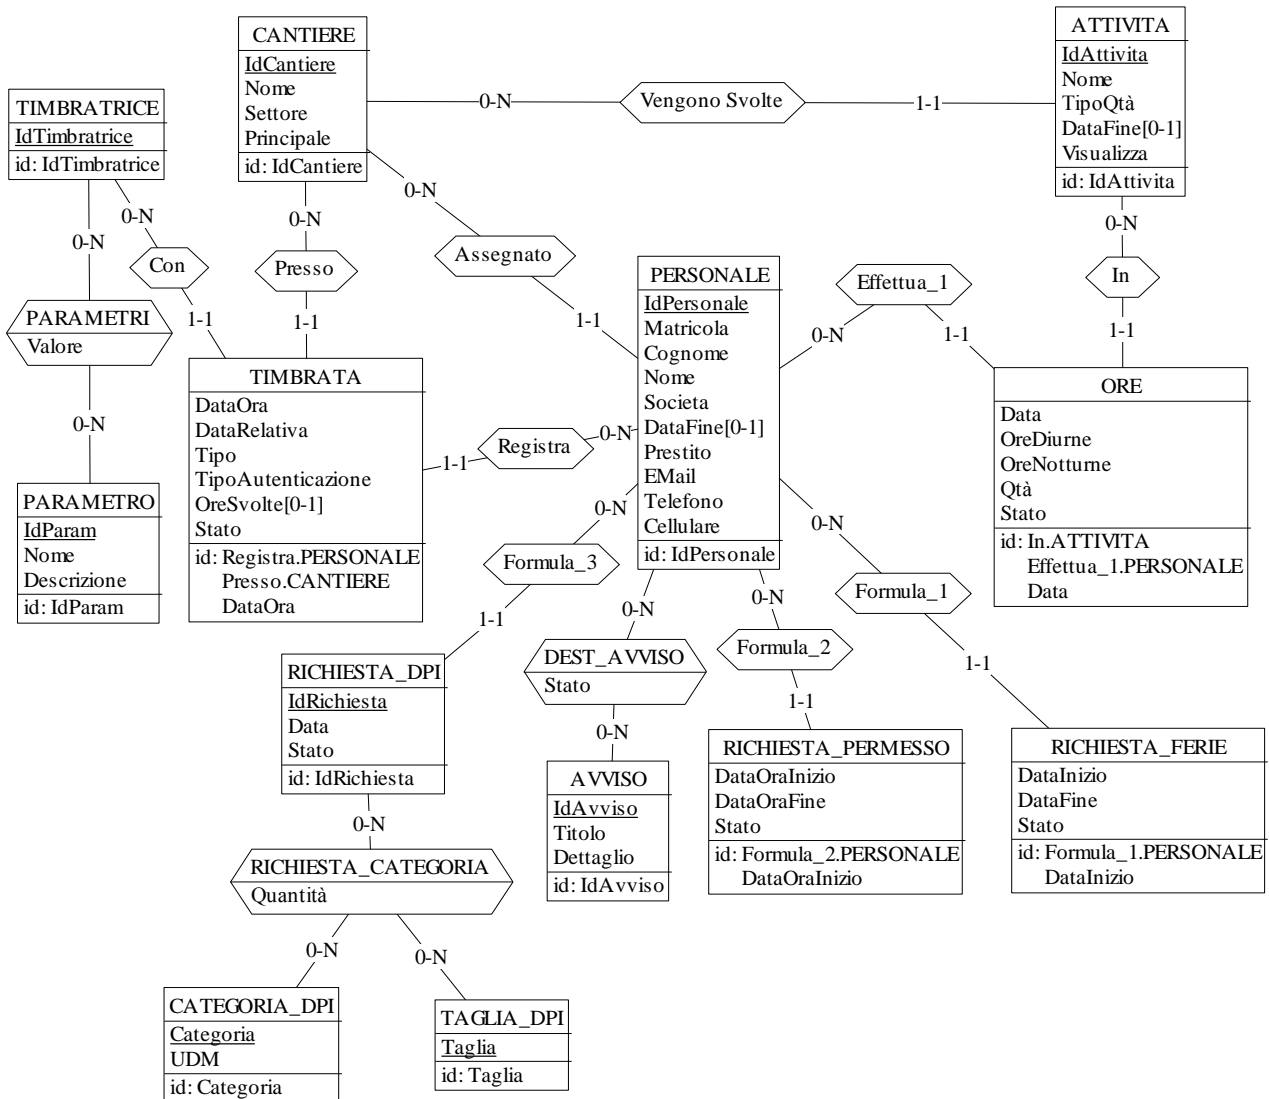 CANTIERE
IdCantiere
Nome
Settore
Principale
id: IdCantiere
ATTIVITA
IdAttivita
Nome
TipoQtà
DataFine[0-1]
Visualizza
id: IdAttivita
0-N
Vengono Svolte
1-1
TIMBRATRICE
IdTimbratrice
id: IdTimbratrice
0-N
0-N
0-N
0-N
0-N
Con
Presso
Assegnato
In
1-1
1-1
1-1
1-1
PERSONALE
IdPersonale
Matricola
Cognome
Nome
Societa
DataFine[0-1]
Prestito
EMail
Telefono
Cellulare
id: IdPersonale
Effettua_1
0-N
1-1
PARAMETRI
Valore
0-N
TIMBRATA
DataOra
DataRelativa
Tipo
TipoAutenticazione
OreSvolte[0-1]
Stato
id: Registra.PERSONALE
Presso.CANTIERE
DataOra
1-1
Registra
0-N
ORE
Data
OreDiurne
OreNotturne
Qtà
Stato
id: In.ATTIVITA
Effettua_1.PERSONALE
Data
PARAMETRO
IdParam
Nome
Descrizione
id: IdParam
0-N
Formula_3
1-1
0-N
0-N
0-N
Formula_1
1-1
Formula_2
1-1
DEST_AVVISO
Stato
0-N
RICHIESTA_DPI
IdRichiesta
Data
Stato
id: IdRichiesta
AVVISO
IdAvviso
Titolo
Dettaglio
id: IdAvviso
RICHIESTA_PERMESSO
DataOraInizio
DataOraFine
Stato
id: Formula_2.PERSONALE
DataOraInizio
RICHIESTA_FERIE
DataInizio
DataFine
Stato
id: Formula_1.PERSONALE
DataInizio
0-N
RICHIESTA_CATEGORIA
Quantità
0-N
0-N
CATEGORIA_DPI
Categoria
UDM
id: Categoria
TAGLIA_DPI
Taglia
id: Taglia